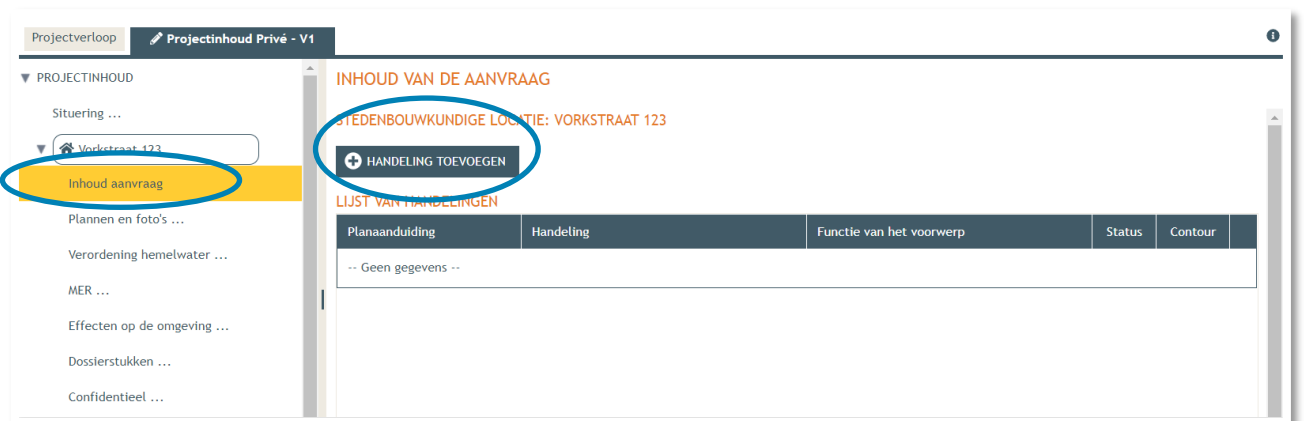 Projectverloop
Projectinhoud Privé - V1
PROJECTINHOUD
Situering ...
Vorkstraat 123
Inhoud aanvraag
Plannen en foto's ...
Verordening hemelwater ...
MER ...
Effecten op de omgeving ...
Dossierstukken ...
Confidentieel ...
INHOUD VAN DE AANVRAAG
STEDENBOUWKUNDIGE LOCATIE: VORKSTRAAT 123
HANDELING TOEVOEGEN
LIJST VAN HANDELINGEN
Planaanduiding Handeling Functie van het voorwerp Status Contour
-- Geen gegevens --